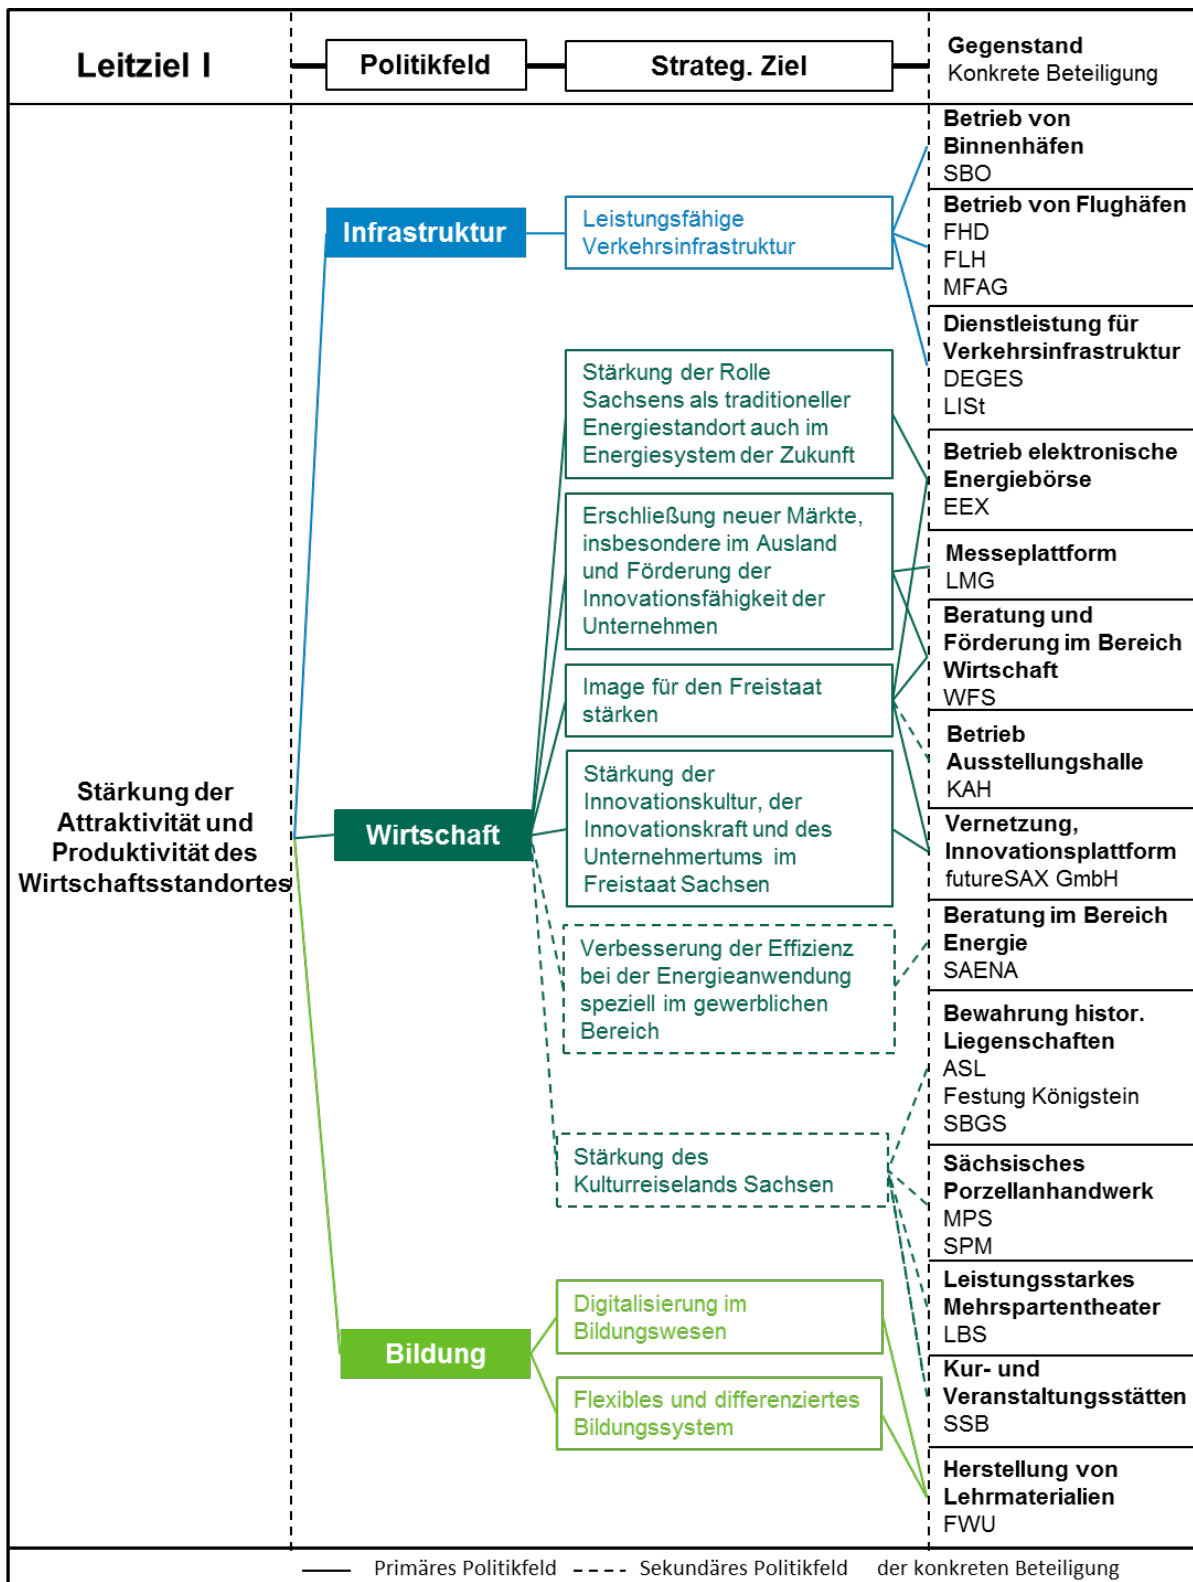 Leitziel I
Politikfeld
Strateg. Ziel
Gegenstand
Konkrete Beteiligung
Stärkung der
Attraktivität und
Produktivität des
Wirtschaftsstandortes
Infrastruktur
Leistungsfähige
Verkehrsinfrastruktur
Wirtschaft
Stärkung der Rolle
Sachsens als traditioneller
Energiestandort auch im
Energiesystem der Zukunft
Erschließung neuer Märkte,
insbesondere im Ausland
und Förderung der
Innovationsfähigkeit der
Unternehmen
Image für den Freistaat
stärken
Stärkung der
Innovationskultur, der
Innovationskraft und des
Unternehmertums im
Freistaat Sachsen
Verbesserung der Effizienz
bei der Energieanwendung
speziell im gewerblichen
Bereich
Stärkung des
Kulturreiselands Sachsen
Bildung
Digitalisierung im
Bildungswesen
Flexibles und differenziertes
Bildungssystem
Betrieb von
Binnenhäfen
SBO
Betrieb von Flughäfen
FHD
FLH
MFAG
Dienstleistung für
Verkehrsinfrastruktur
DEGES
LISt
Betrieb elektronische
Energiebörse
EEX
Messeplattform
LMG
Beratung und
Förderung im Bereich
Wirtschaft
WFS
Betrieb
Ausstellungshalle
KAH
Vernetzung,
Innovationsplattform
futureSAX GmbH
Beratung im Bereich
Energie
SAENA
Bewahrung histor.
Liegenschaften
ASL
Festung Königstein
SBGS
Sächsisches
Porzellanhandwerk
MPS
SPM
Leistungsstarkes
Mehrspartentheater
LBS
Kur- und
Veranstaltungsstätten
SSB
Herstellung von
Lehrmaterialien
FWU
Primäres Politikfeld
Sekundäres Politikfeld
der konkreten Beteiligung